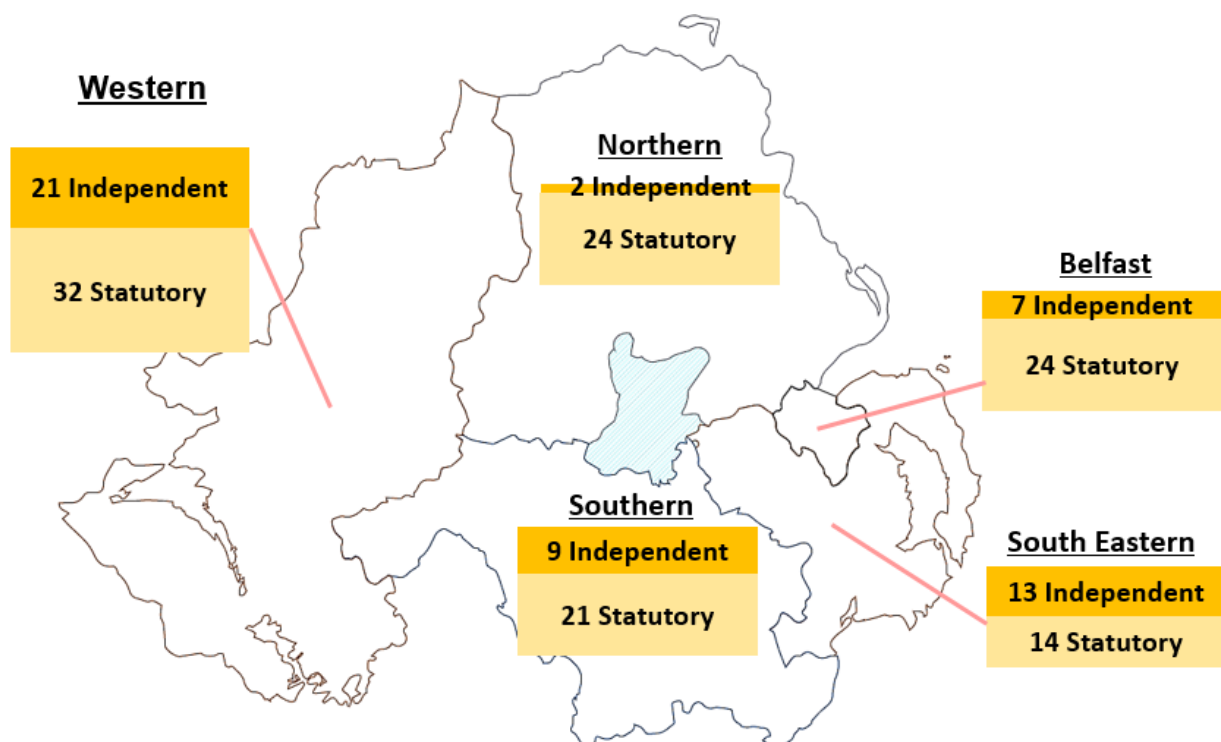 Western
21 Independent
32 Statutory
Northern
2 Independent
24 Statutory
Belfast
7 Independent
24 Statutory
Southern
9 Independent
21 Statutory
South Eastern
13 Independent
14 Statutory